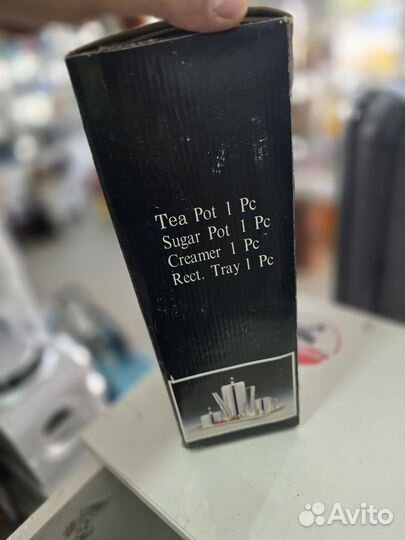 Tea Pot 1 Pc
Sugar Pot 1 Pc
Creamer 1 Pc
Rect. Tray 1 Pc
Avito